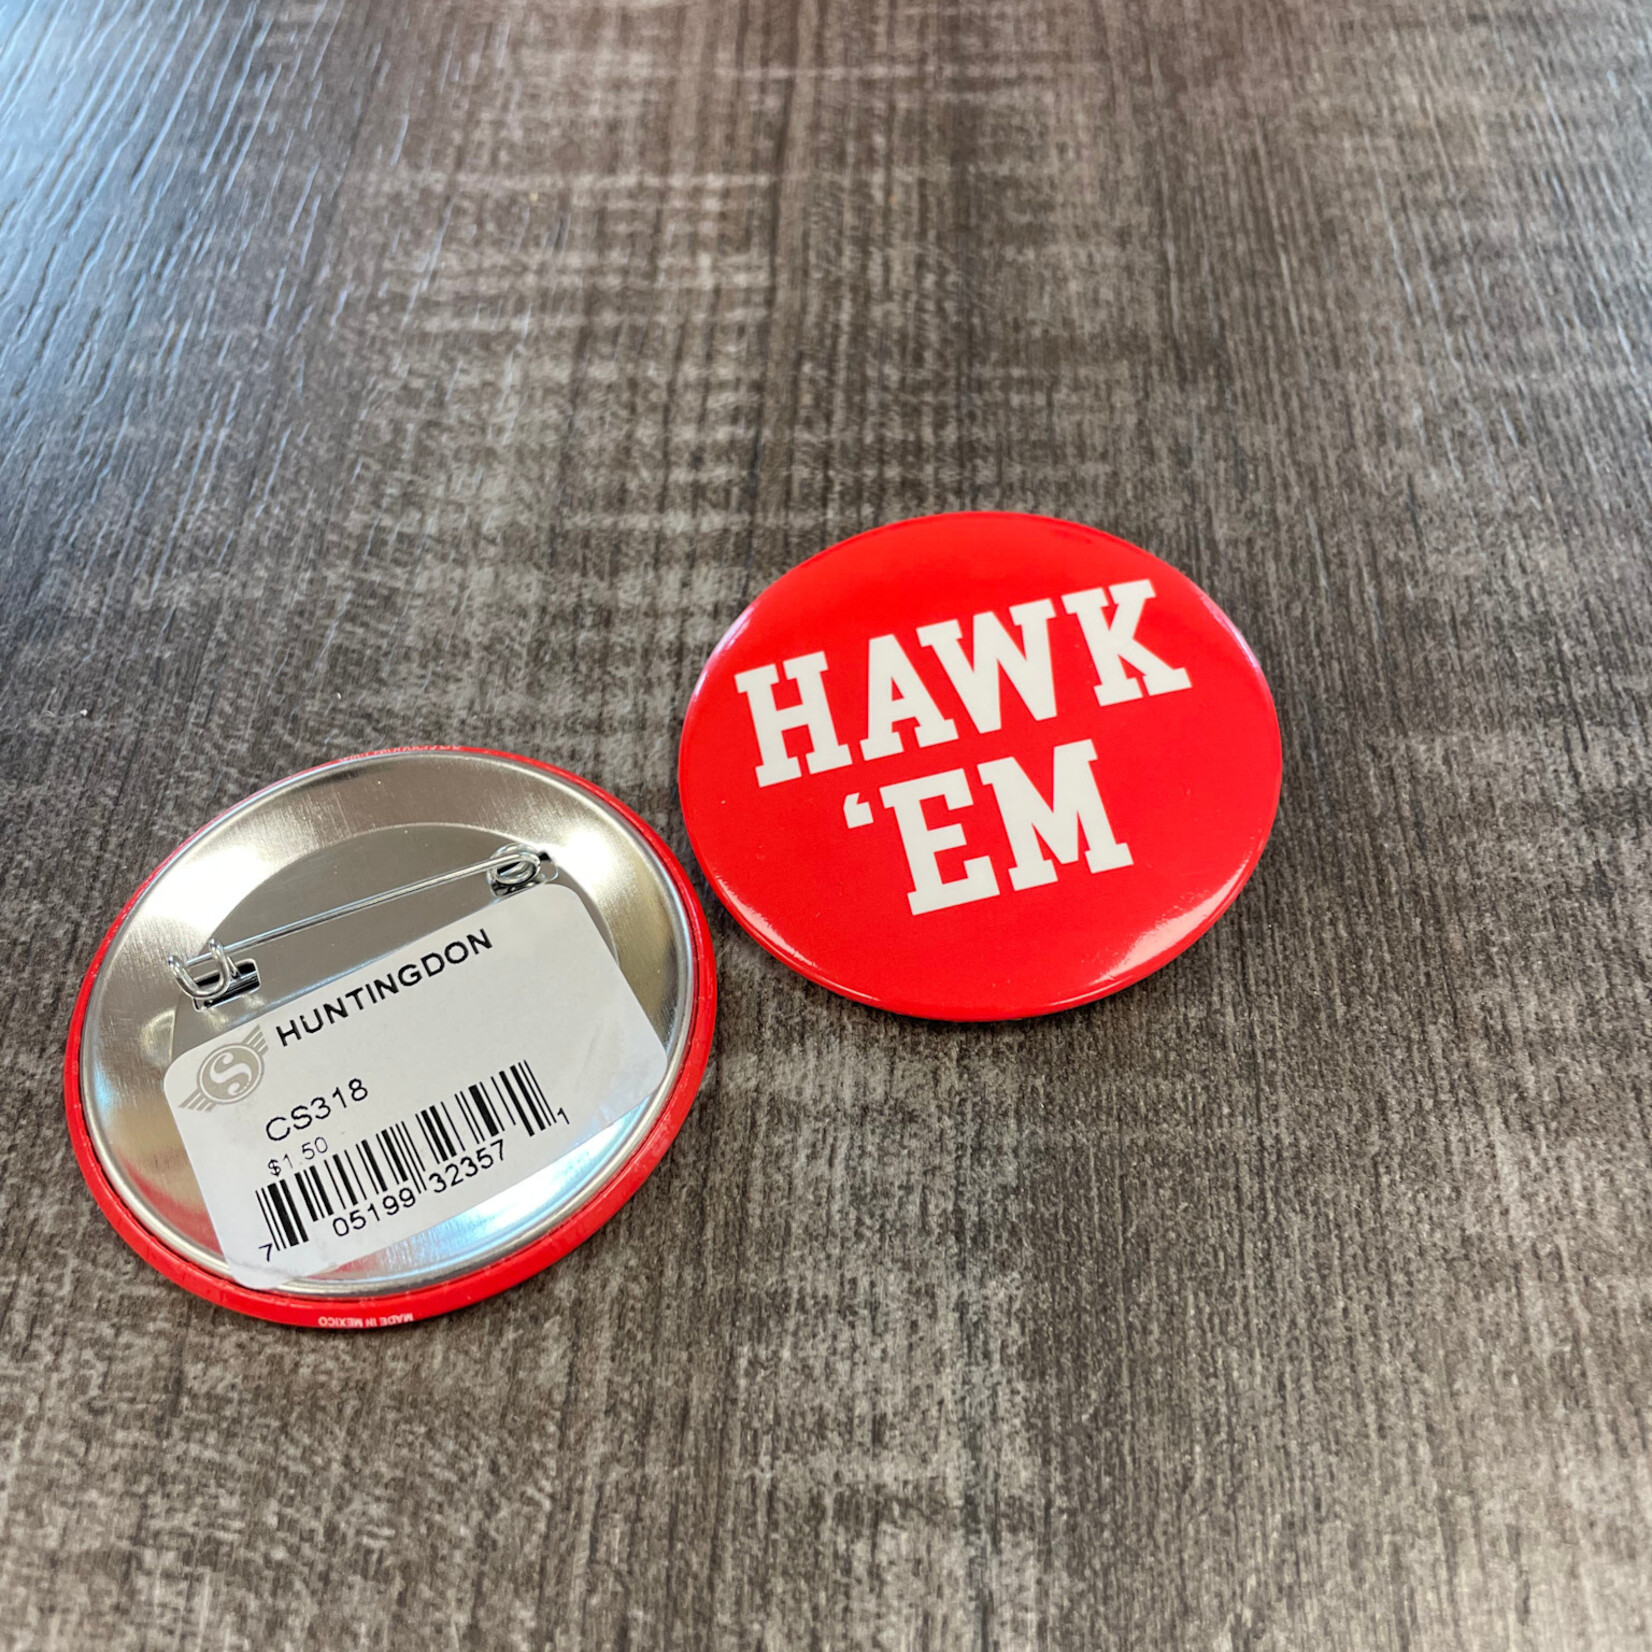 HAWK
‘EM
HUNTINGDON
S
CS318
$1.50
7 05199 32357 1
MADE IN MEXICO